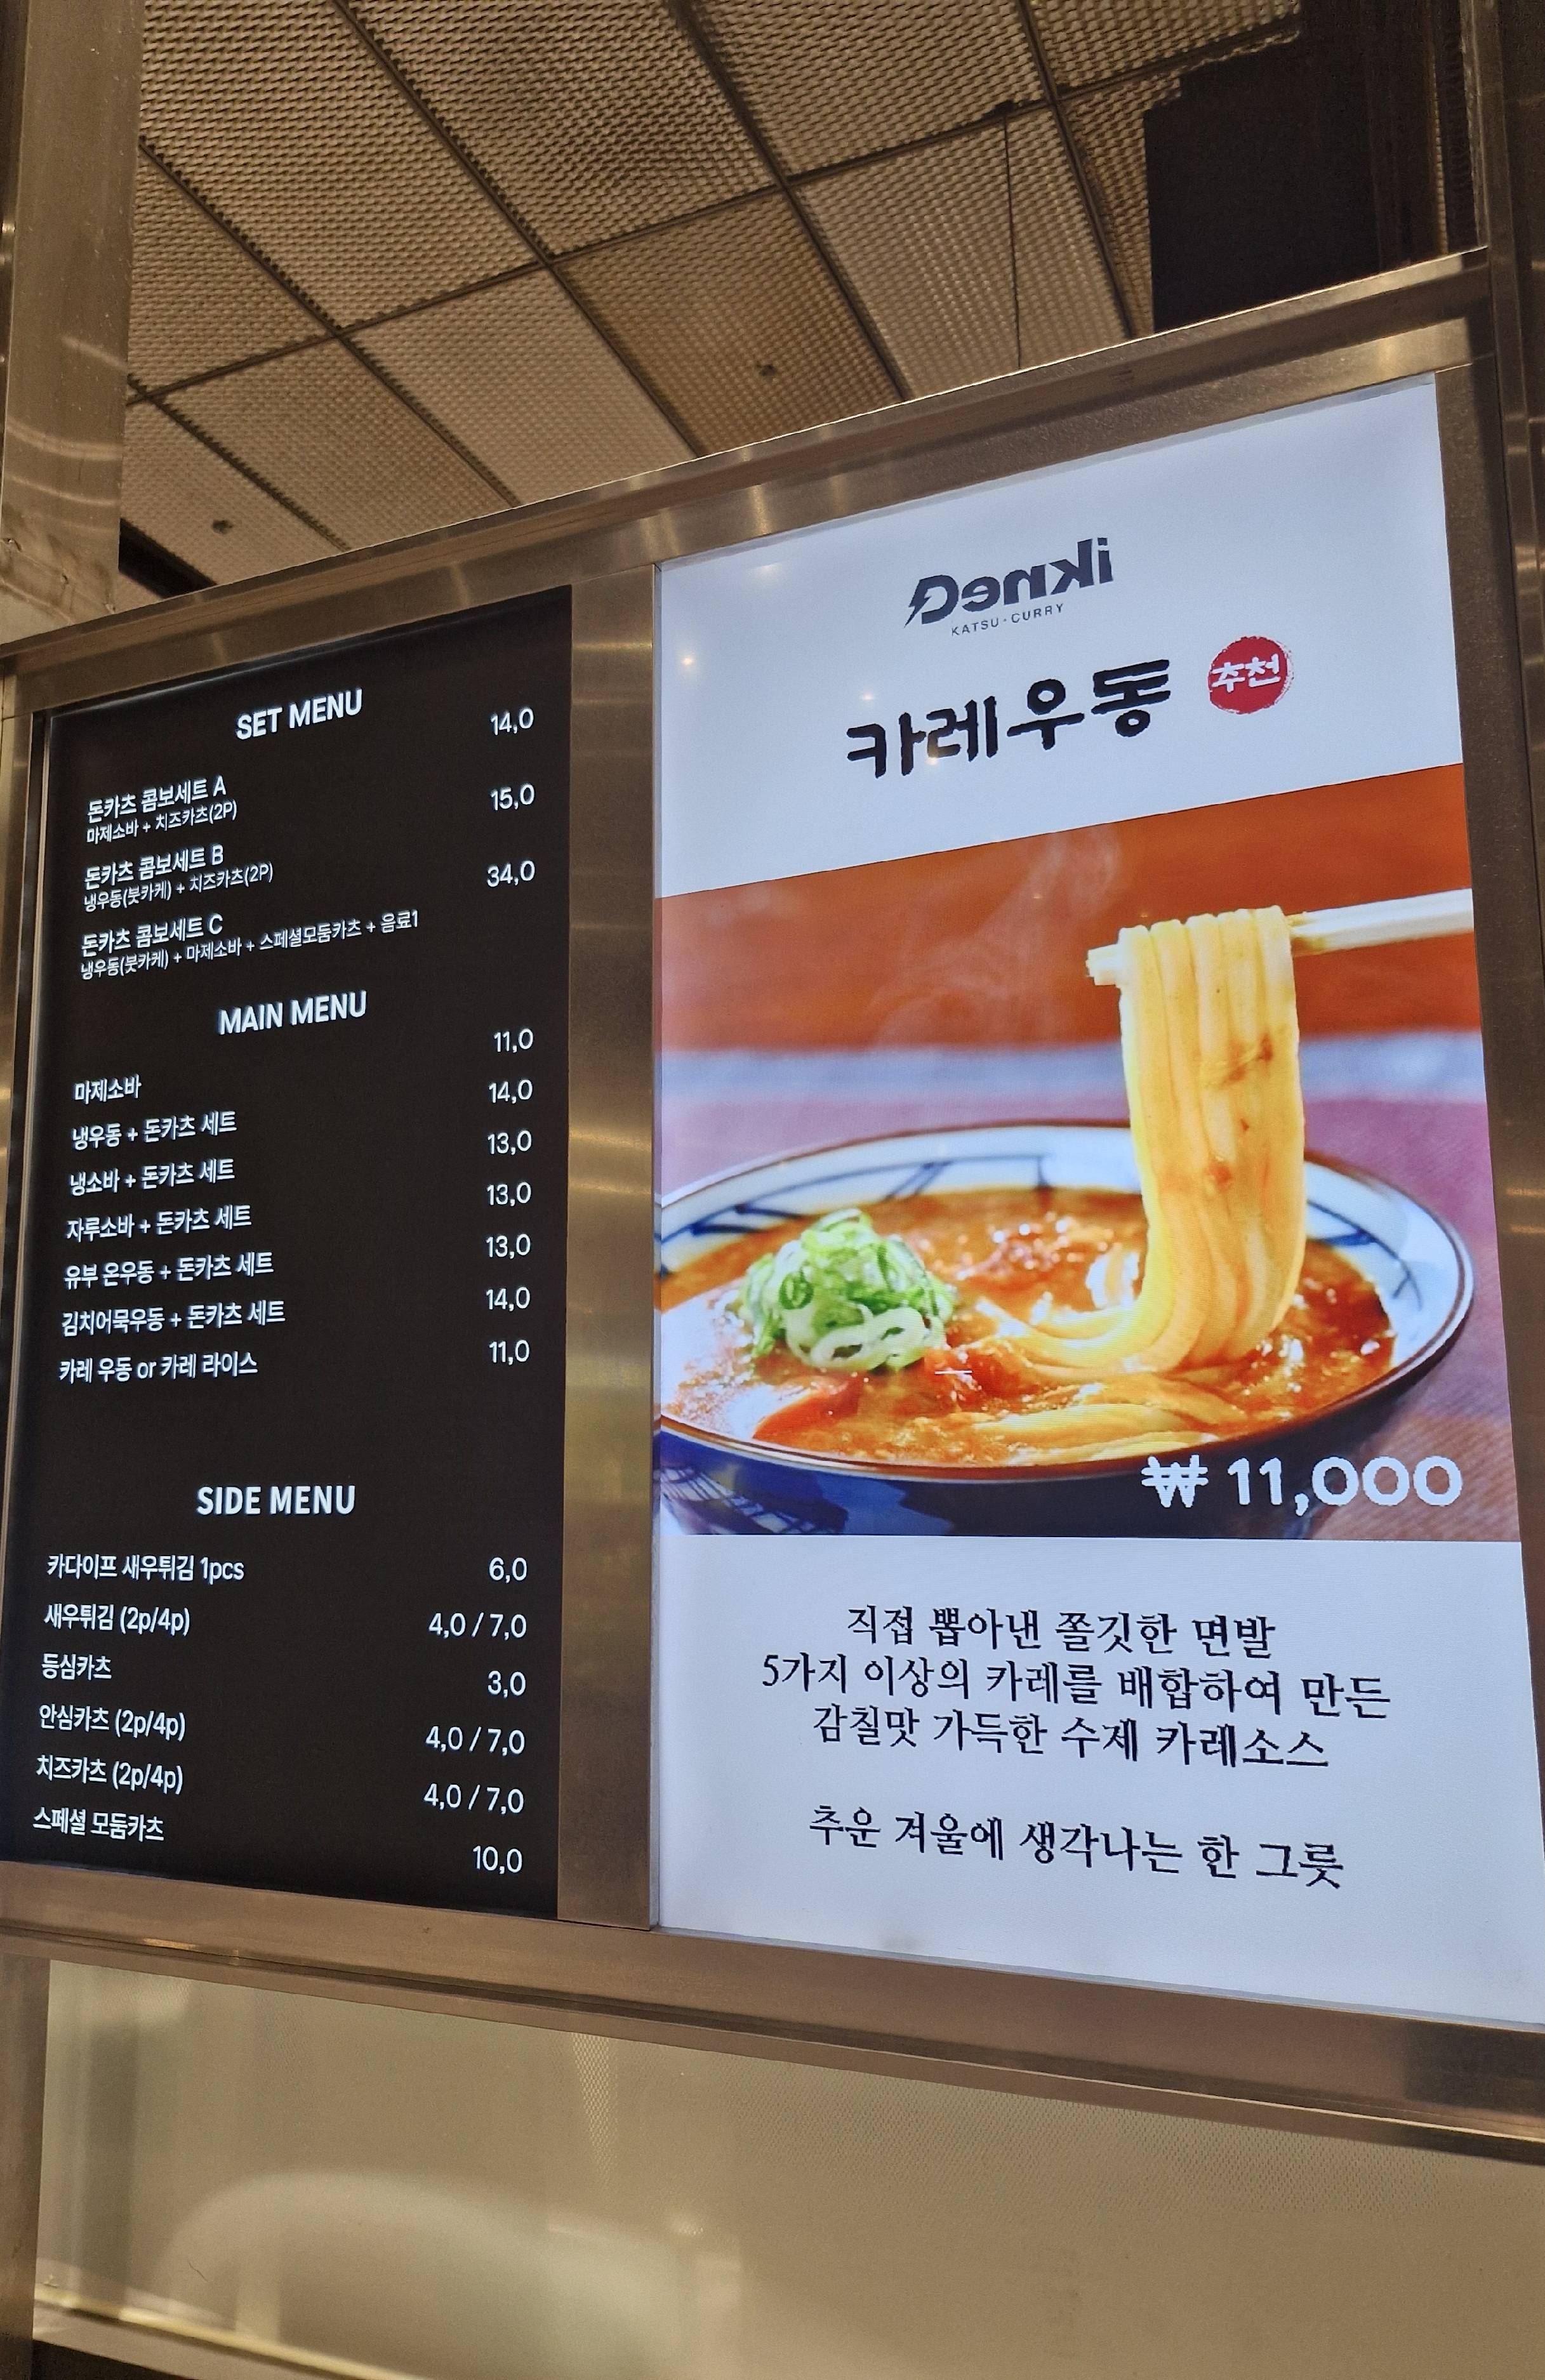 SET MENU
돈카츠 콤보세트 A 14,0
마제소바 + 치즈카츠(2P)
돈카츠 콤보세트 B 15,0
냉우동(붓카케) + 치즈카츠(2P)
돈카츠 콤보세트 C 34,0
냉우동(붓카케) + 마제소바 + 스페셜모둠카츠 + 음료1
MAIN MENU
마제소바 11,0
냉우동 + 돈카츠 세트 14,0
냉소바 + 돈카츠 세트 13,0
자루소바 + 돈카츠 세트 13,0
유부 온우동 + 돈카츠 세트 13,0
김치어묵우동 + 돈카츠 세트 14,0
카레 우동 or 카레 라이스 11,0
SIDE MENU
카다이프 새우튀김 1pcs 6,0
새우튀김 (2p/4p) 4,0 / 7,0
등심카츠 3,0
안심카츠 (2p/4p) 4,0 / 7,0
치즈카츠 (2p/4p) 4,0 / 7,0
스페셜 모둠카츠 10,0
Denki
KATSU·CURRY
카레우동 추천
₩ 11,000
직접 뽑아낸 쫄깃한 면발
5가지 이상의 카레를 배합하여 만든
감칠맛 가득한 수제 카레소스
추운 겨울에 생각나는 한 그릇